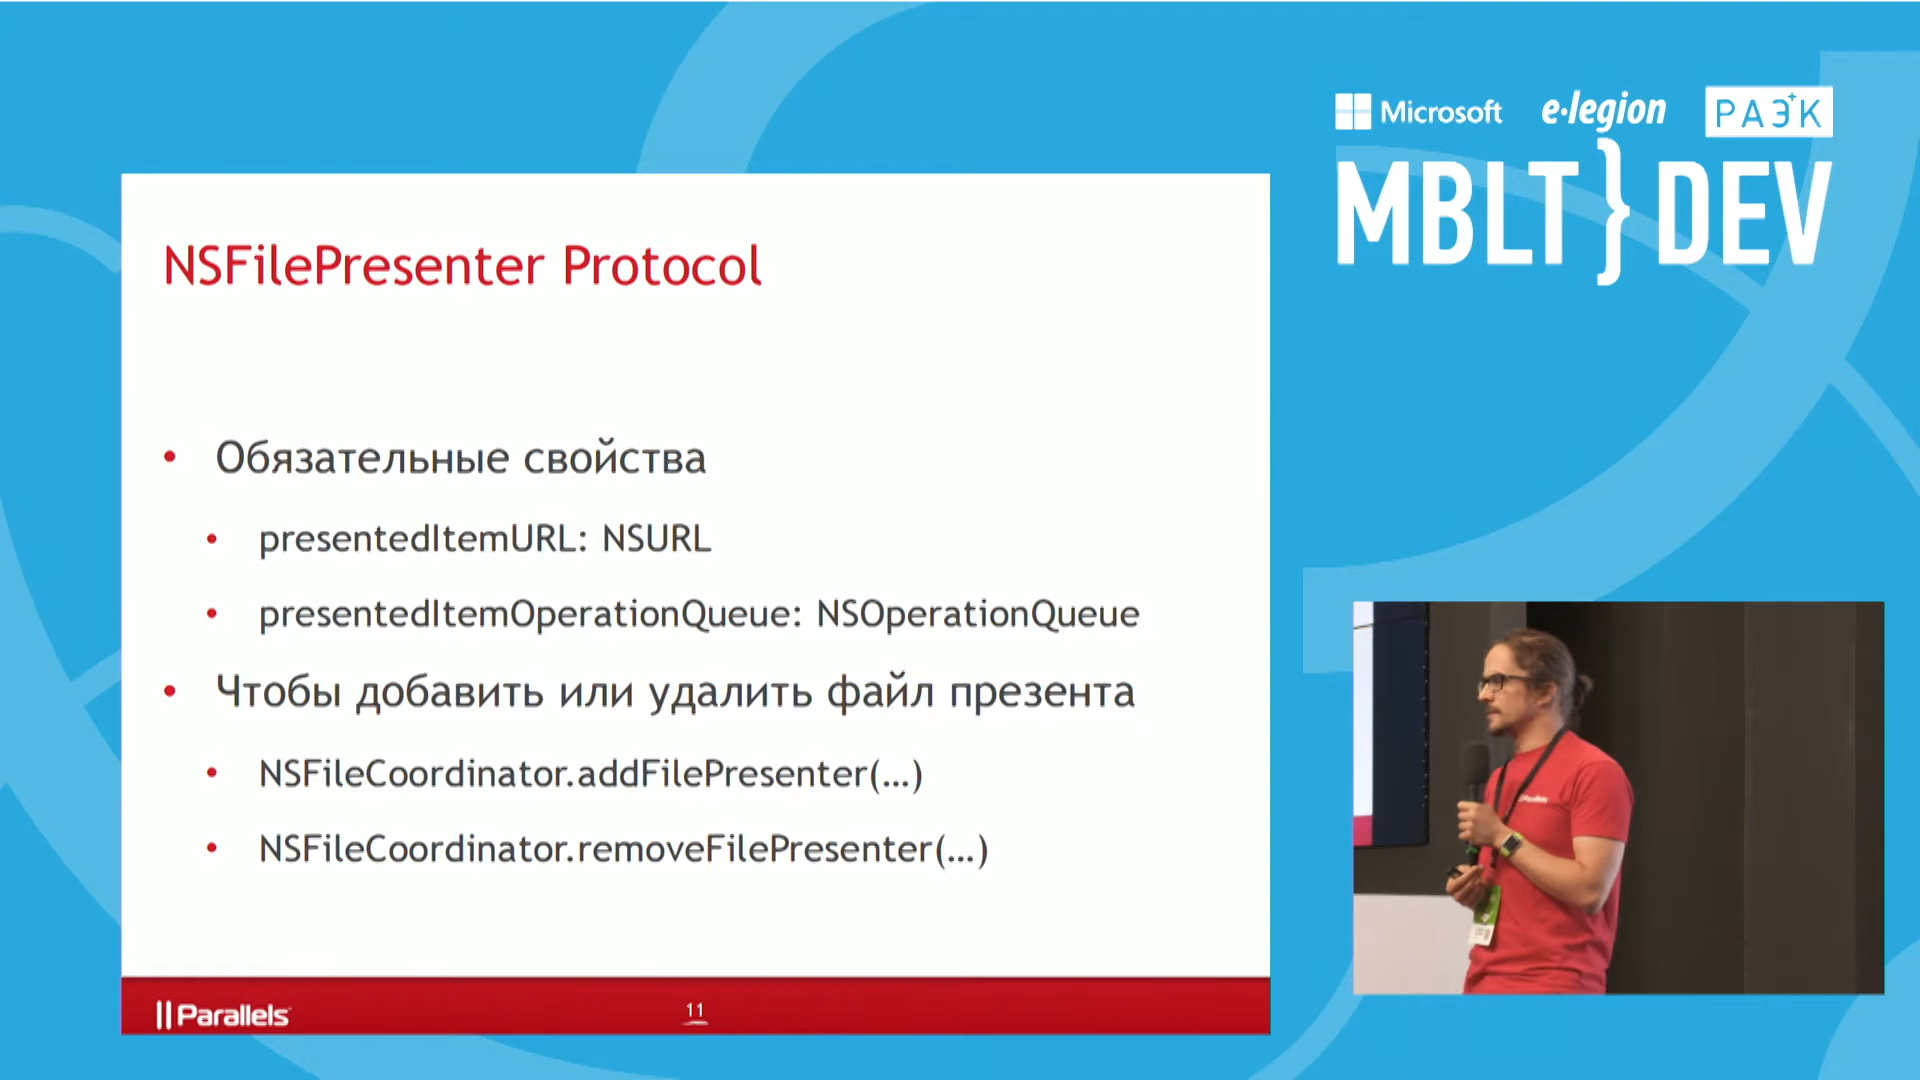 Microsoft e·legion РАЭК
MBLT}DEV
NSFilePresenter Protocol
• Обязательные свойства
• presentedItemURL: NSURL
• presentedItemOperationQueue: NSOperationQueue
• Чтобы добавить или удалить файл презента
• NSFileCoordinator.addFilePresenter(...)
• NSFileCoordinator.removeFilePresenter(...)
Parallels
11
Parallels